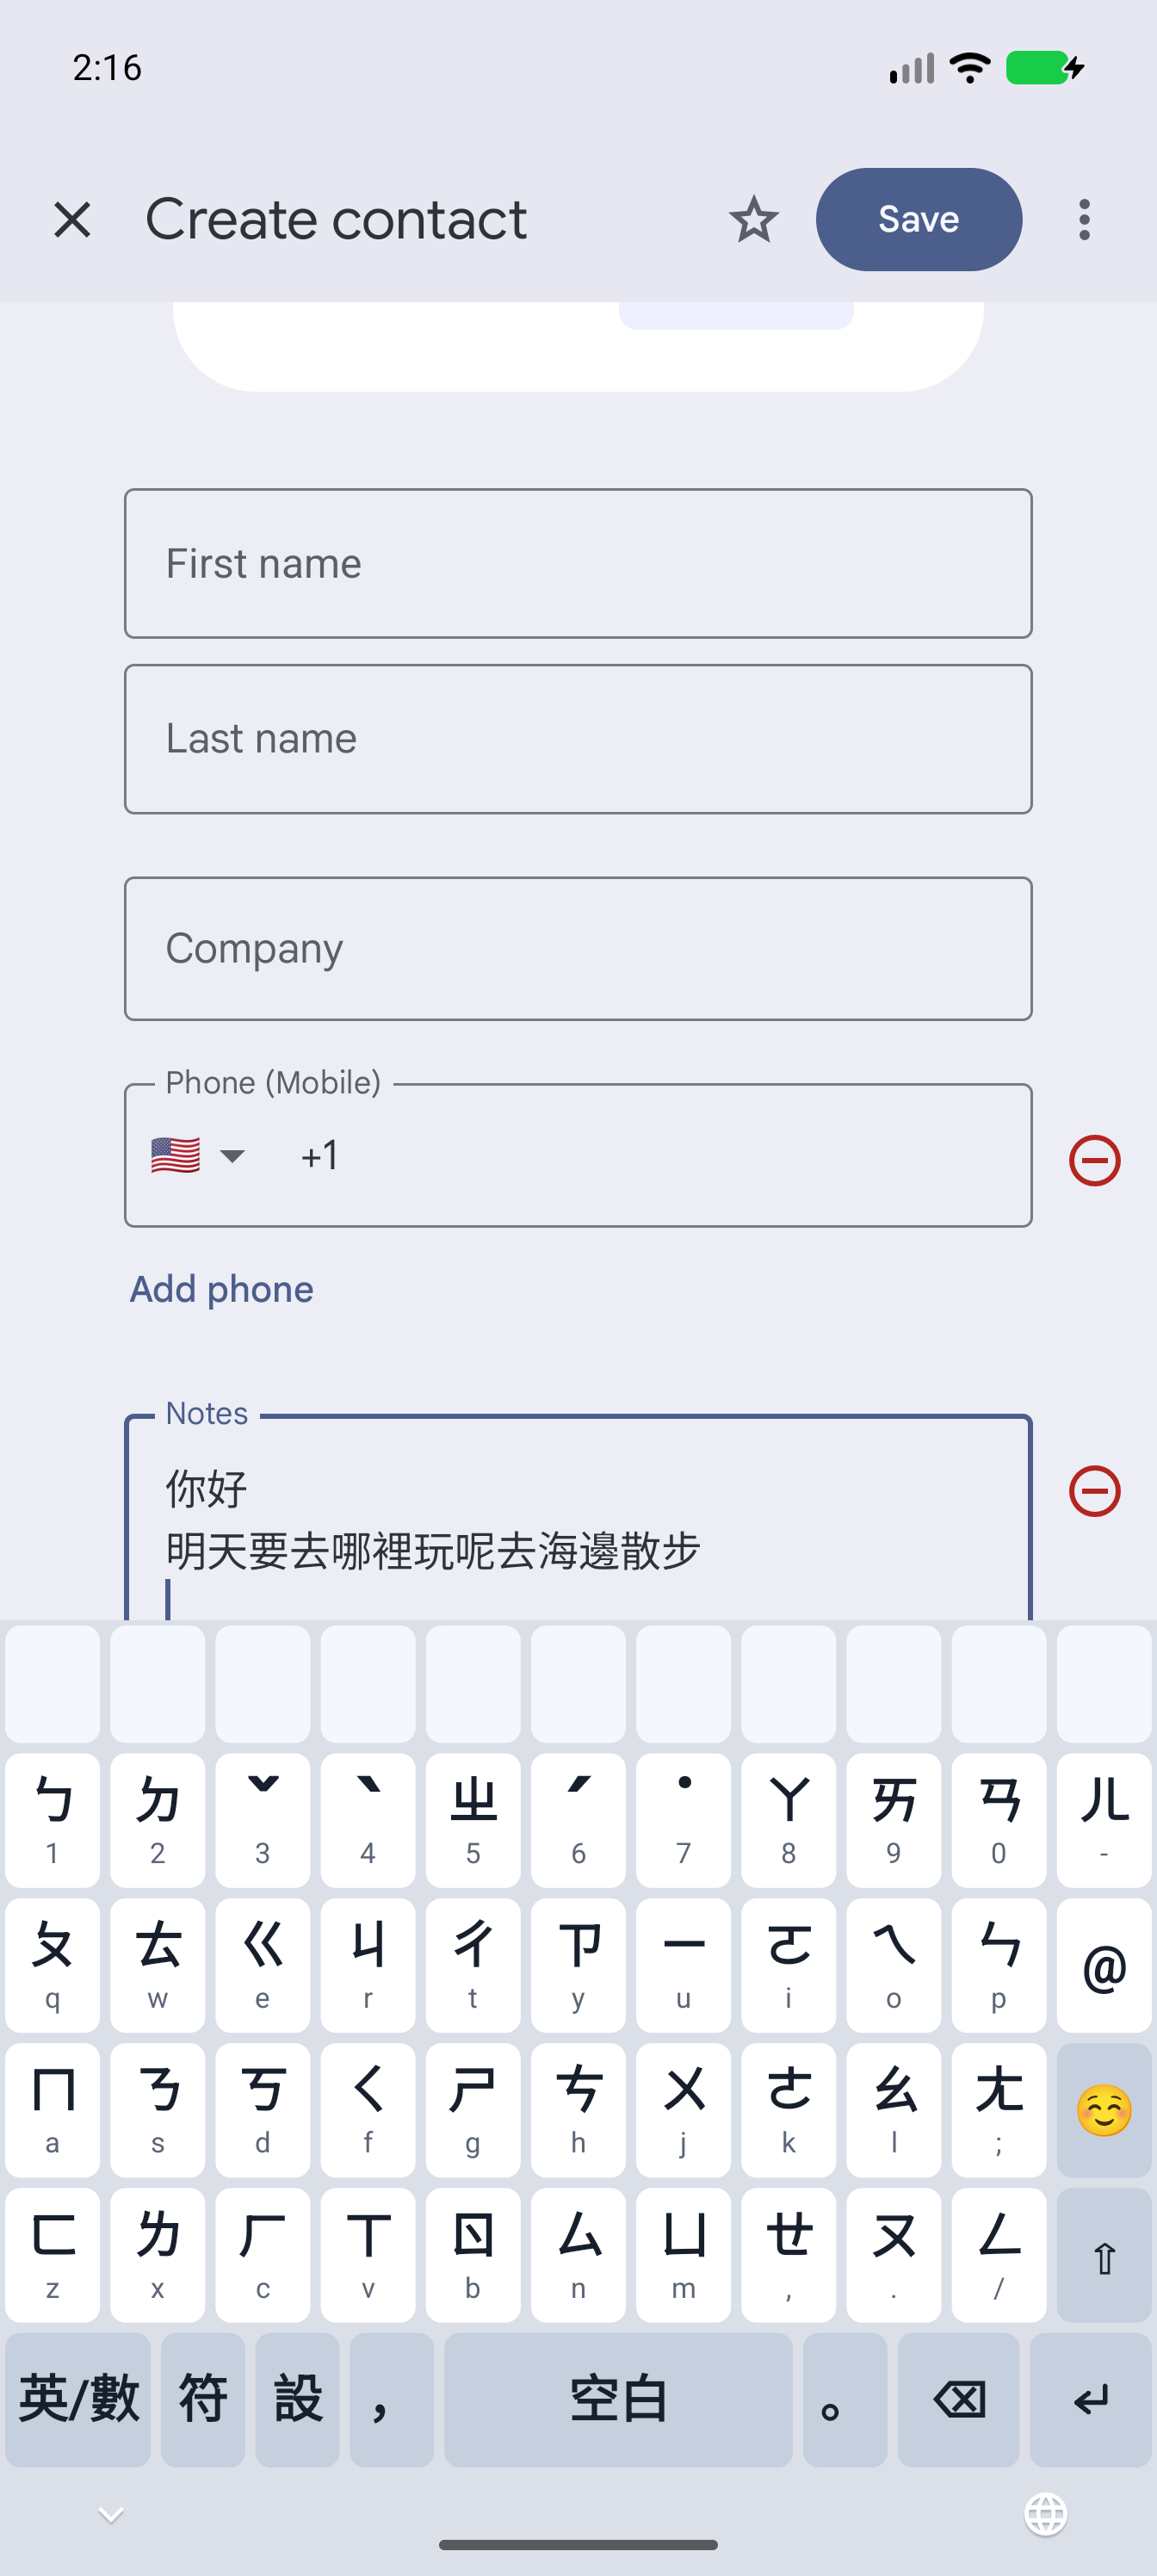 2:16
Create contact
Save
First name
Last name
Company
Phone (Mobile)
+1
Add phone
Notes
你好
明天要去哪裡玩呢去海邊散步
ㄅ ㄉ ˇ ˋ ㄓ ˊ ˙ ㄚ ㄞ ㄢ ㄦ
1 2 3 4 5 6 7 8 9 0 -
ㄆ ㄊ ㄍ ㄐ ㄔ ㄗ ㄧ ㄛ ㄟ ㄣ @
q w e r t y u i o p
ㄇ ㄋ ㄎ ㄑ ㄕ ㄘ ㄨ ㄜ ㄠ ㄤ ☺️
a s d f g h j k l ;
ㄈ ㄌ ㄏ ㄒ ㄖ ㄙ ㄩ ㄝ ㄡ ㄥ ⇧
z x c v b n m , . /
英/數 符 設 ， 空白 。